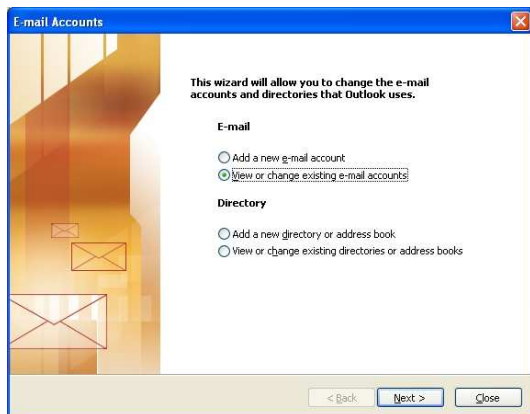 E-mail Accounts
This wizard will allow you to change the e-mail
accounts and directories that Outlook uses.
E-mail
Add a new e-mail account
View or change existing e-mail accounts
Directory
Add a new directory or address book
View or change existing directories or address books
< Back Next > Close